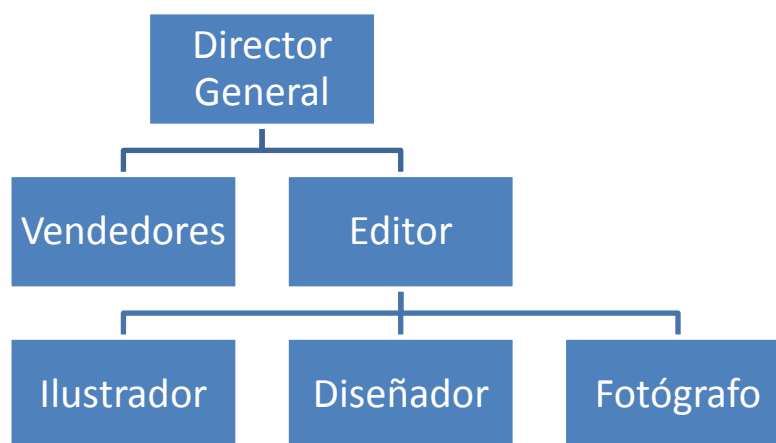 Director
General
Vendedores
Editor
Ilustrador
Diseñador
Fotógrafo